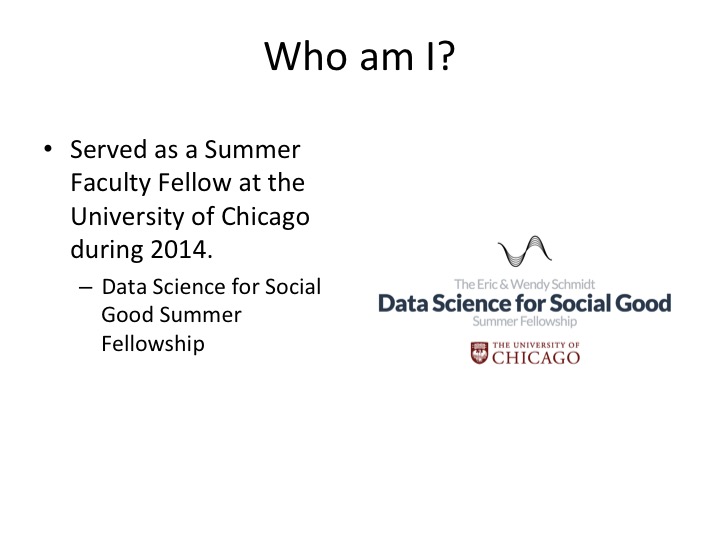 Who am I?
• Served as a Summer
Faculty Fellow at the
University of Chicago
during 2014.
– Data Science for Social
Good Summer
Fellowship
The Eric & Wendy Schmidt
Data Science for Social Good
Summer Fellowship
THE UNIVERSITY OF
CHICAGO